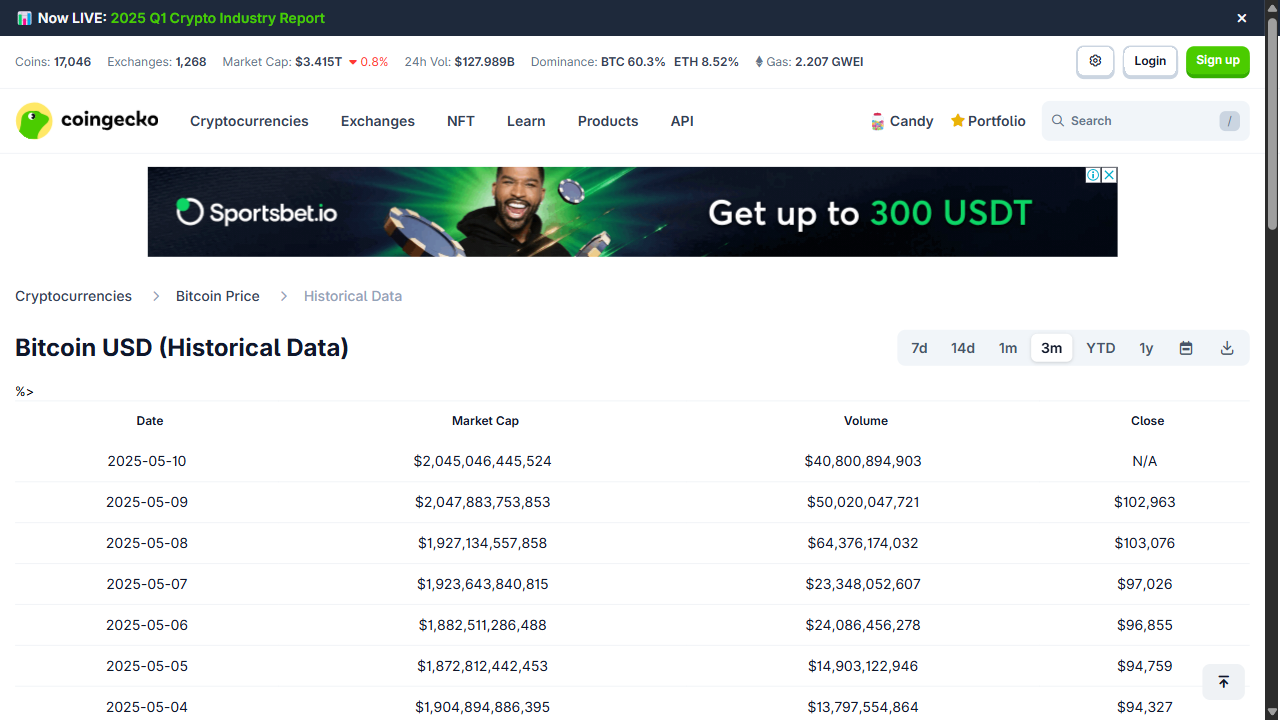 Now LIVE: 2025 Q1 Crypto Industry Report
Coins: 17,046 Exchanges: 1,268 Market Cap: $3.415T 0.8% 24h Vol: $127.989B Dominance: BTC 60.3% ETH 8.52% Gas: 2.207 GWEI Login Sign up
coingecko Cryptocurrencies Exchanges NFT Learn Products API Candy Portfolio Search /
Sportsbet.io Get up to 300 USDT
Cryptocurrencies > Bitcoin Price > Historical Data
Bitcoin USD (Historical Data) 7d 14d 1m 3m YTD 1y
%>
Date Market Cap Volume Close
2025-05-10 $2,045,046,445,524 $40,800,894,903 N/A
2025-05-09 $2,047,883,753,853 $50,020,047,721 $102,963
2025-05-08 $1,927,134,557,858 $64,376,174,032 $103,076
2025-05-07 $1,923,643,840,815 $23,348,052,607 $97,026
2025-05-06 $1,882,511,286,488 $24,086,456,278 $96,855
2025-05-05 $1,872,812,442,453 $14,903,122,946 $94,759
2025-05-04 $1,904,894,886,395 $13,797,554,864 $94,327